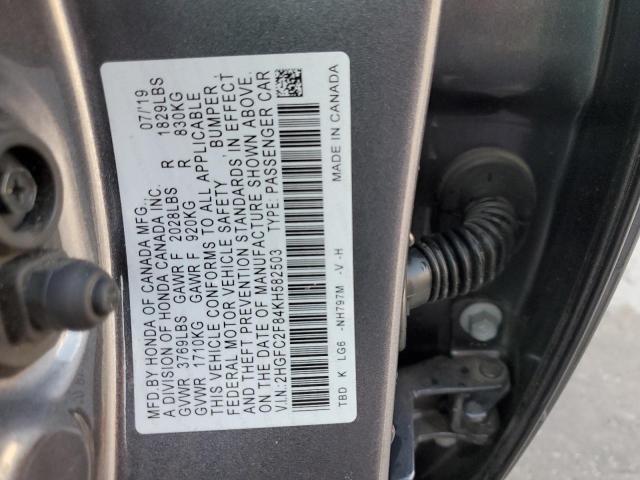 MFD.BY HONDA OF CANADA MFG., 07/19
A DIVISION OF HONDA CANADA INC.
GVWR 3769LBS GAWR F 2028LBS R 1829LBS
GVWR 1710KG GAWR F 920KG R 830KG
THIS VEHICLE CONFORMS TO ALL APPLICABLE
FEDERAL MOTOR VEHICLE SAFETY, BUMPER,
AND THEFT PREVENTION STANDARDS IN EFFECT
ON THE DATE OF MANUFACTURE SHOWN ABOVE.
V.I.N.: 2HGFC2F84KH582503 TYPE: PASSENGER CAR
TBD K LG6 -NH797M -V -H MADE IN CANADA